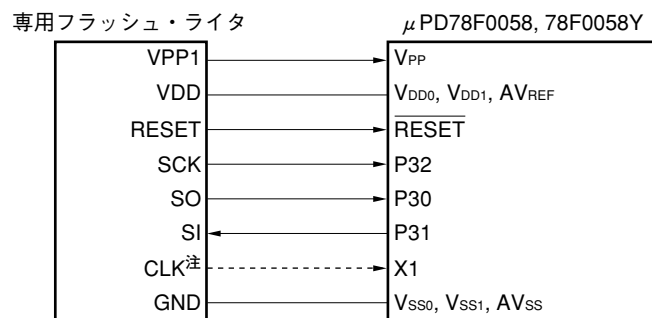 専用フラッシュ・ライタ μPD78F0058, 78F0058Y
VPP1 VPP
VDD VDD0, VDD1, AVREF
RESET RESET
SCK P32
SO P30
SI P31
CLK注 X1
GND VSS0, VSS1, AVSS